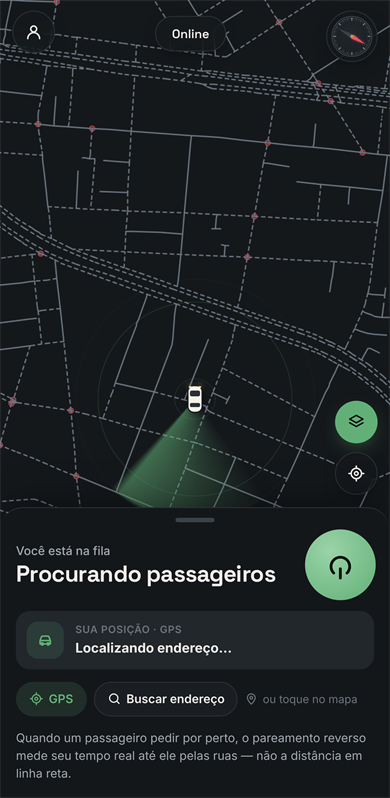 Online
Você está na fila
Procurando passageiros
SUA POSIÇÃO · GPS
Localizando endereço...
GPS
Buscar endereço
ou toque no mapa
Quando um passageiro pedir por perto, o pareamento reverso
mede seu tempo real até ele pelas ruas — não a distância em
linha reta.